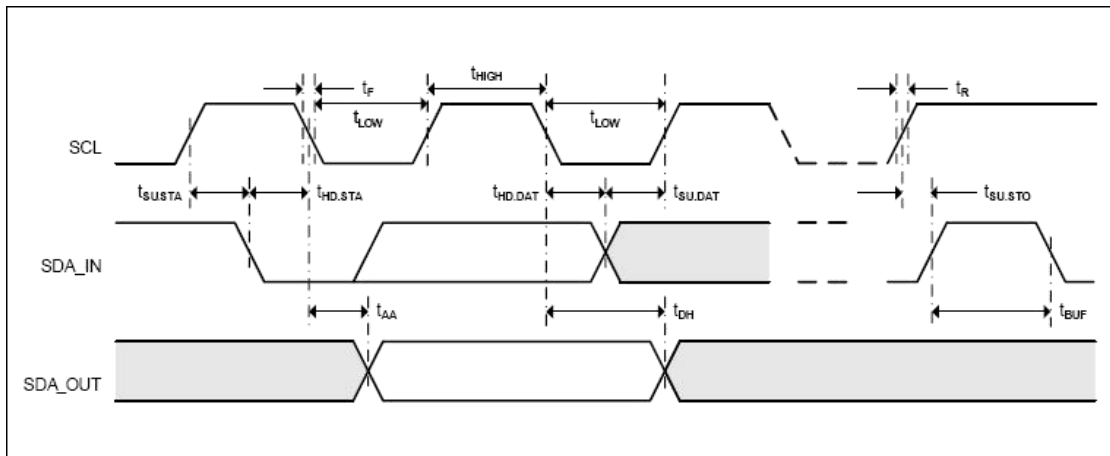 tHIGH
tF
tR
tLOW
tLOW
SCL
tSU.STA
tHD.STA
tHD.DAT
tSU.DAT
tSU.STO
SDA_IN
tAA
tDH
tBUF
SDA_OUT